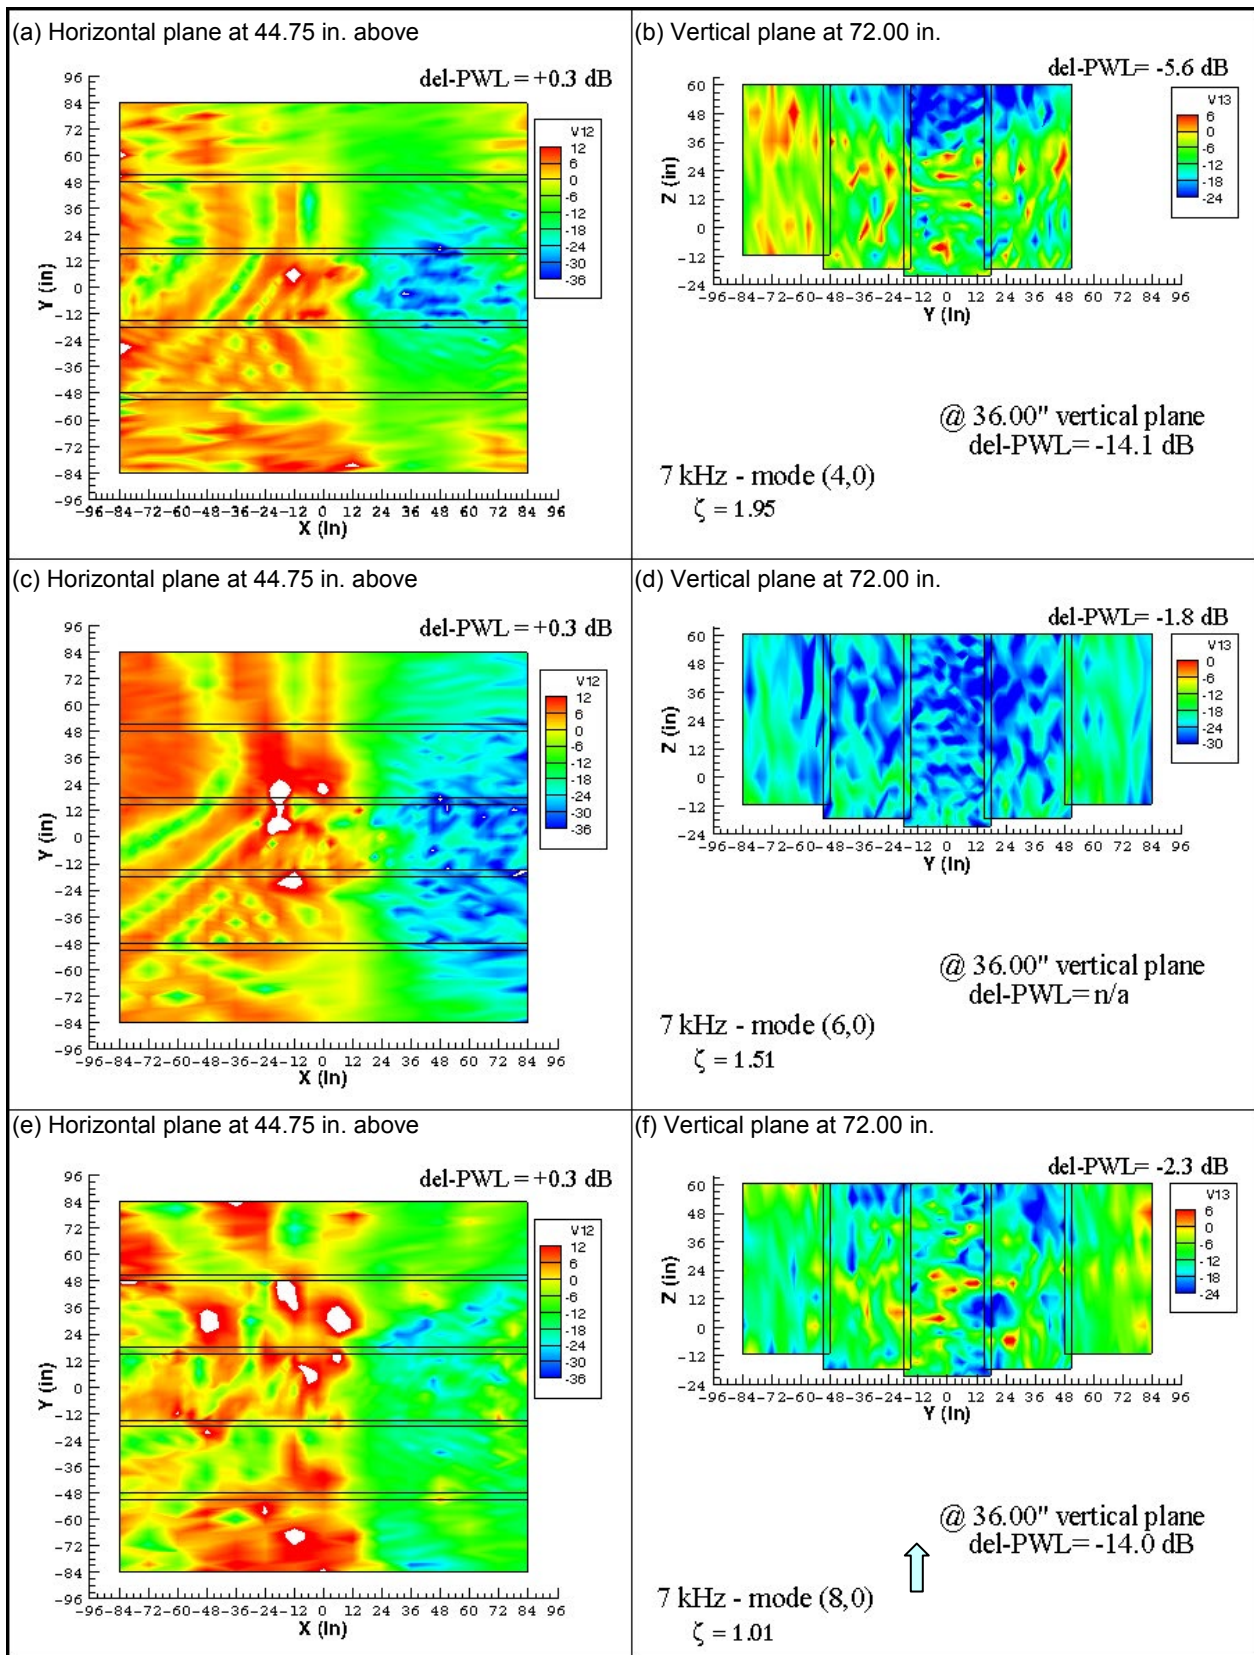 (a) Horizontal plane at 44.75 in. above
del-PWL = +0.3 dB
V12
12
6
0
-6
-12
-18
-24
-30
-36
96
84
72
60
48
36
24
12
0
-12
-24
-36
-48
-60
-72
-84
-96
Y (In)
-96-84-72-60-48-36-24-12 0 12 24 36 48 60 72 84 96
X (In)
(b) Vertical plane at 72.00 in.
del-PWL= -5.6 dB
V13
6
0
-6
-12
-18
-24
60
48
36
24
12
0
-12
-24
Z (in)
-96-84-72-60-48-36-24-12 0 12 24 36 48 60 72 84 96
Y (In)
@ 36.00" vertical plane
del-PWL= -14.1 dB
7 kHz - mode (4,0)
ζ = 1.95
(c) Horizontal plane at 44.75 in. above
del-PWL = +0.3 dB
V12
12
6
0
-6
-12
-18
-24
-30
-36
96
84
72
60
48
36
24
12
0
-12
-24
-36
-48
-60
-72
-84
-96
Y (in)
-96-84-72-60-48-36-24-12 0 12 24 36 48 60 72 84 96
X (In)
(d) Vertical plane at 72.00 in.
del-PWL= -1.8 dB
V13
0
-6
-12
-18
-24
-30
60
48
36
24
12
0
-12
-24
Z (in)
-96-84-72-60-48-36-24-12 0 12 24 36 48 60 72 84 96
Y (In)
@ 36.00" vertical plane
del-PWL= n/a
7 kHz - mode (6,0)
ζ = 1.51
(e) Horizontal plane at 44.75 in. above
del-PWL = +0.3 dB
V12
12
6
0
-6
-12
-18
-24
-30
-36
96
84
72
60
48
36
24
12
0
-12
-24
-36
-48
-60
-72
-84
-96
Y (in)
-96-84-72-60-48-36-24-12 0 12 24 36 48 60 72 84 96
X (In)
(f) Vertical plane at 72.00 in.
del-PWL= -2.3 dB
V13
6
0
-6
-12
-18
-24
60
48
36
24
12
0
-12
-24
Z (in)
-96-84-72-60-48-36-24-12 0 12 24 36 48 60 72 84 96
Y (In)
@ 36.00" vertical plane
del-PWL= -14.0 dB
7 kHz - mode (8,0)
ζ = 1.01